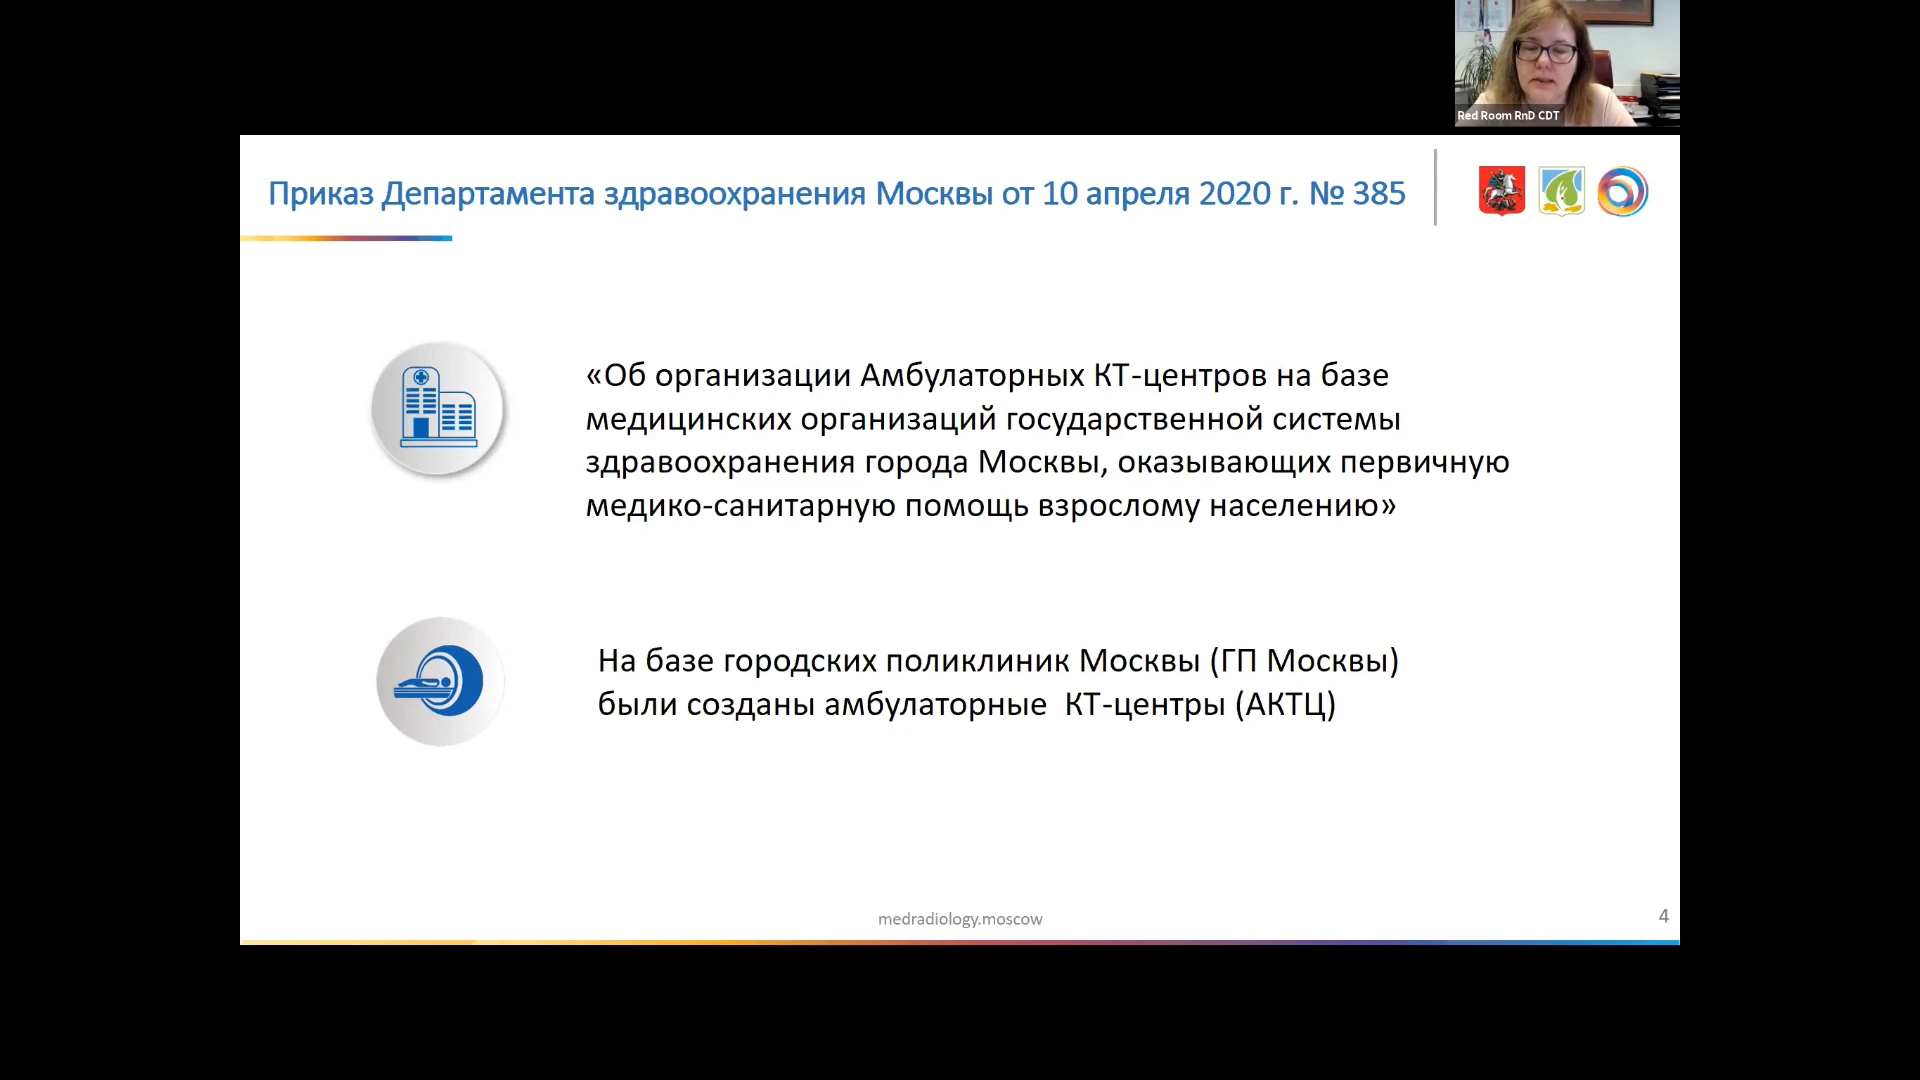 Red Room RnD CDT
Приказ Департамента здравоохранения Москвы от 10 апреля 2020 г. № 385
«Об организации Амбулаторных КТ-центров на базе
медицинских организаций государственной системы
здравоохранения города Москвы, оказывающих первичную
медико-санитарную помощь взрослому населению»
На базе городских поликлиник Москвы (ГП Москвы)
были созданы амбулаторные КТ-центры (АКТЦ)
medradiology.moscow
4